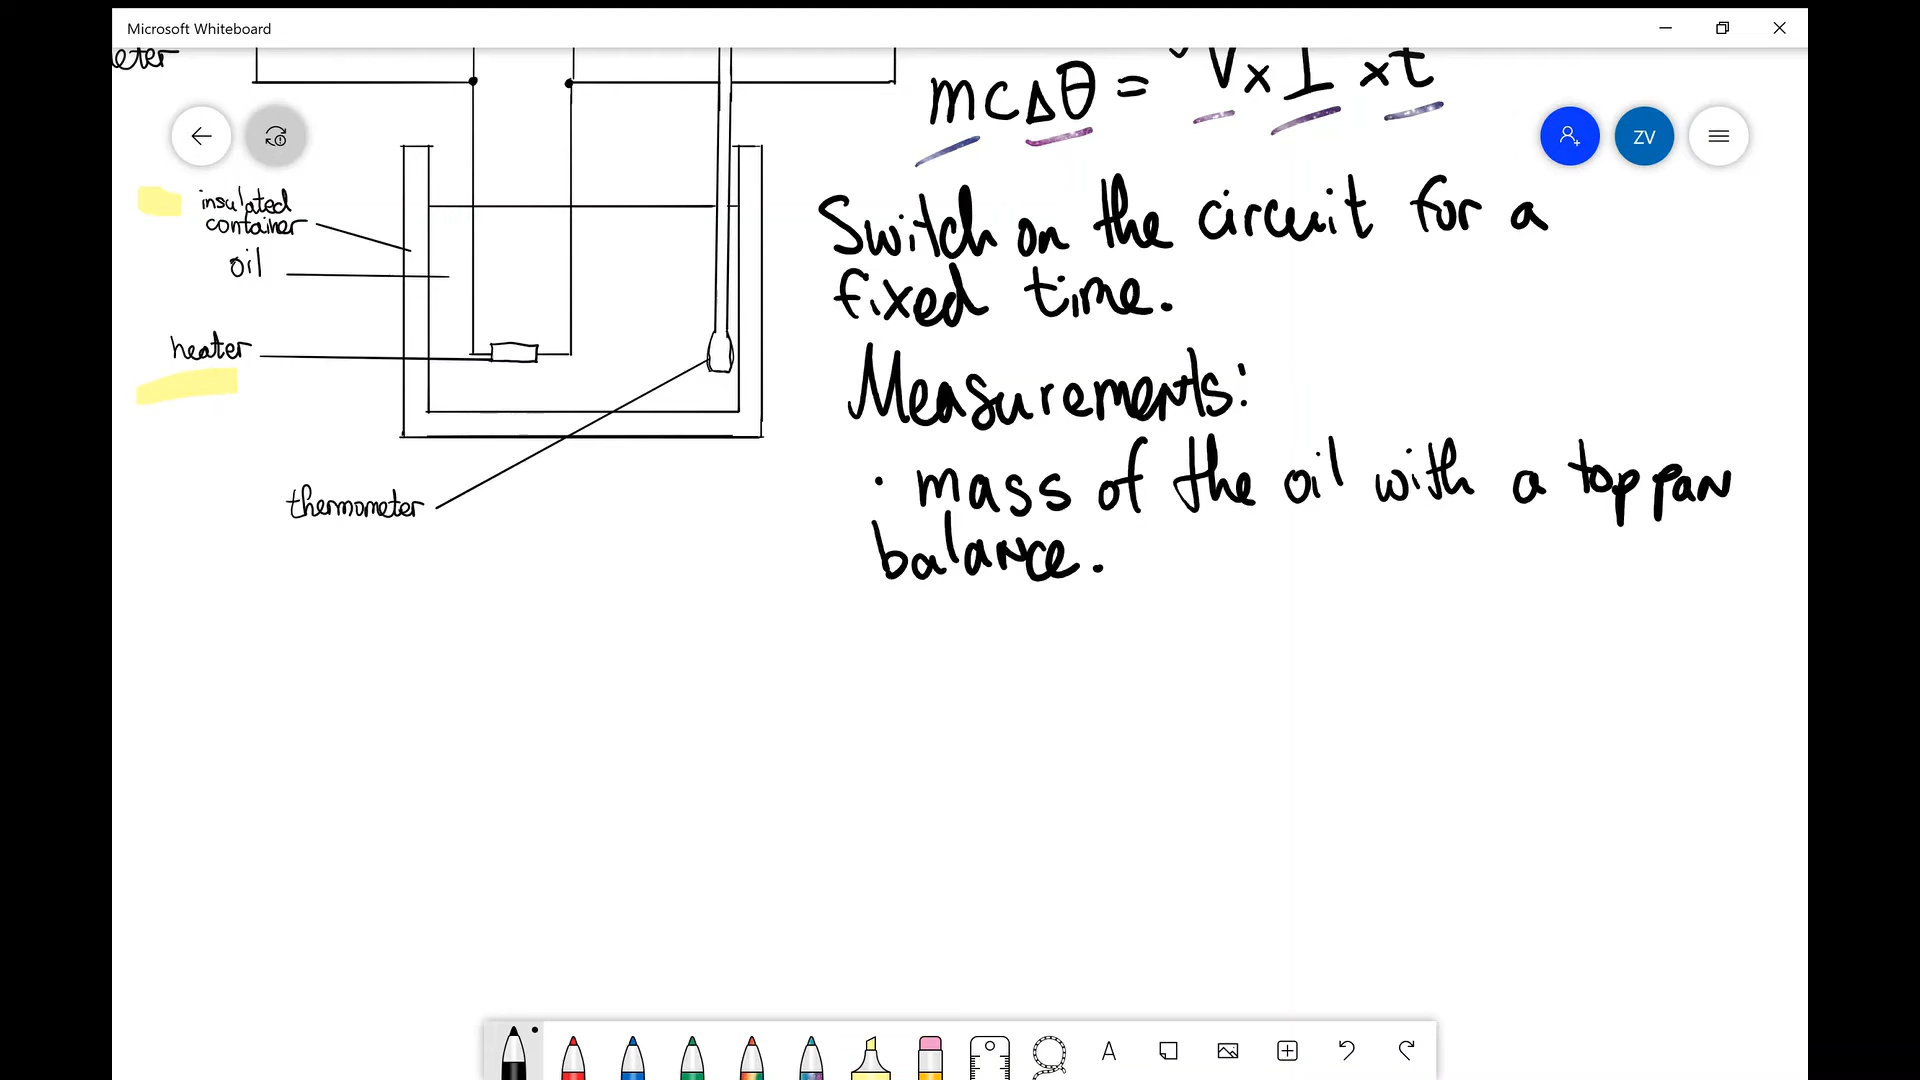 Microsoft Whiteboard
mcΔθ = V x I x t
ZV
insulated
container
oil
heater
thermometer
Switch on the circuit for a
fixed time.
Measurements:
· mass of the oil with a top pan
balance.
A